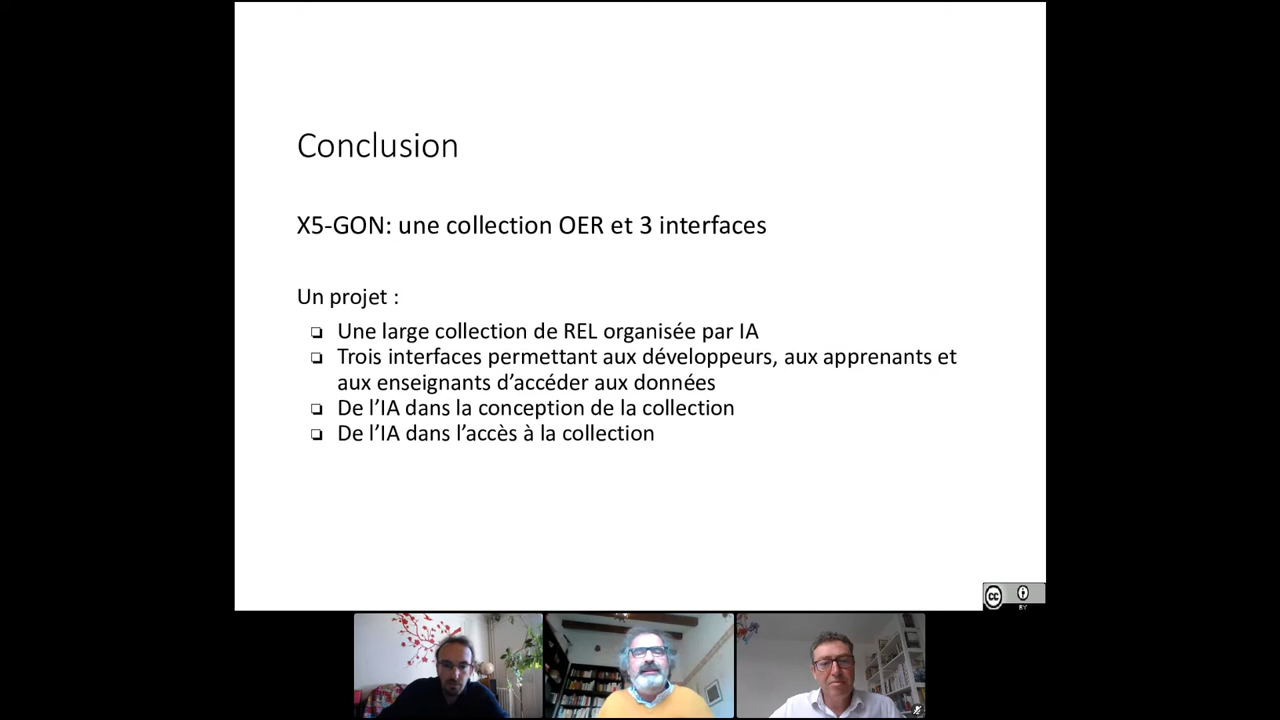 Conclusion
X5-GON: une collection OER et 3 interfaces
Un projet :
Une large collection de REL organisée par IA
Trois interfaces permettant aux développeurs, aux apprenants et
aux enseignants d’accéder aux données
De l’IA dans la conception de la collection
De l’IA dans l’accès à la collection
cc
BY